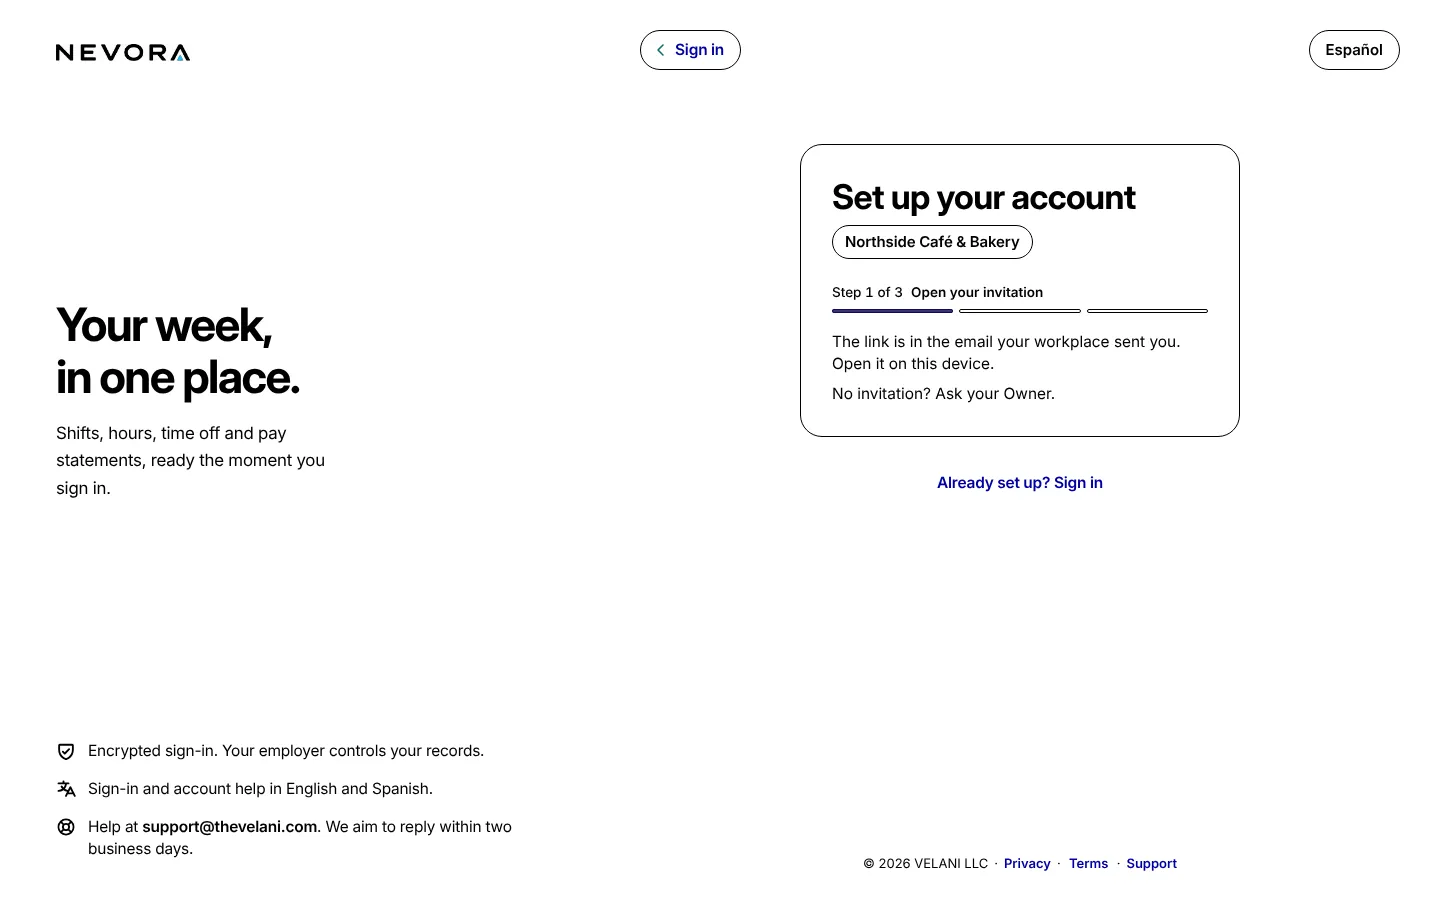 NEVORA
Sign in
Español
Your week,
in one place.
Shifts, hours, time off and pay
statements, ready the moment you
sign in.
Encrypted sign-in. Your employer controls your records.
Sign-in and account help in English and Spanish.
Help at support@thevelani.com. We aim to reply within two
business days.
Set up your account
Northside Café & Bakery
Step 1 of 3 Open your invitation
The link is in the email your workplace sent you.
Open it on this device.
No invitation? Ask your Owner.
Already set up? Sign in
© 2026 VELANI LLC · Privacy · Terms · Support